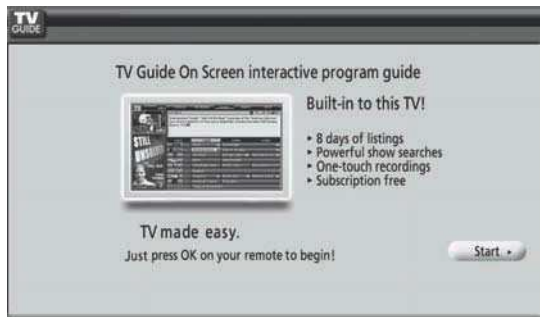 TV
GUIDE
TV Guide On Screen interactive program guide
Built-in to this TV!
▸ 8 days of listings
▸ Powerful show searches
▸ One-touch recordings
▸ Subscription free
STILL
TV made easy.
Just press OK on your remote to begin!
Start ▸